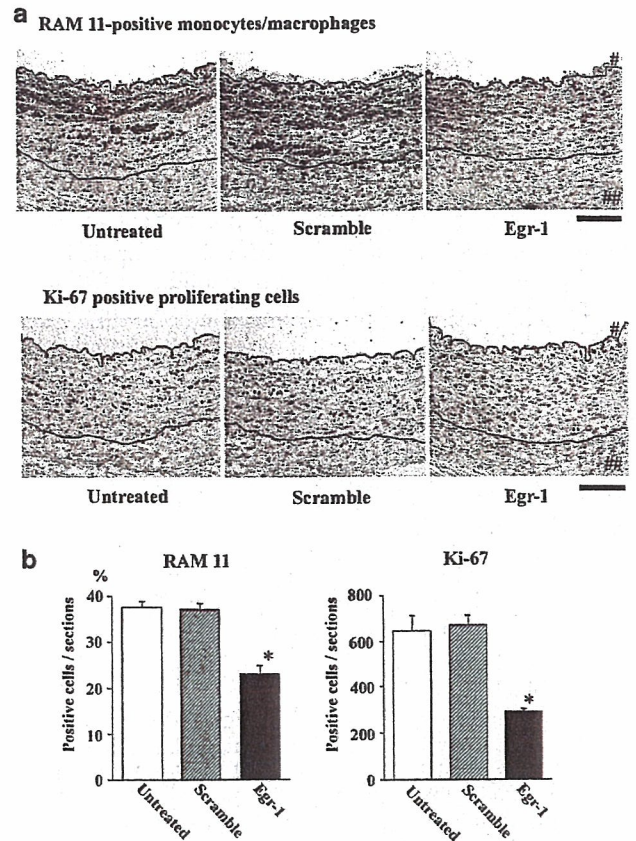 a RAM 11-positive monocytes/macrophages
#
##
Untreated Scramble Egr-1
Ki-67 positive proliferating cells
#
##
Untreated Scramble Egr-1
b RAM 11 Ki-67
%
40
30
20
10
0
Positive cells / sections
*
Untreated Scramble Egr-1
800
600
400
200
0
Positive cells / sections
*
Untreated Scramble Egr-1